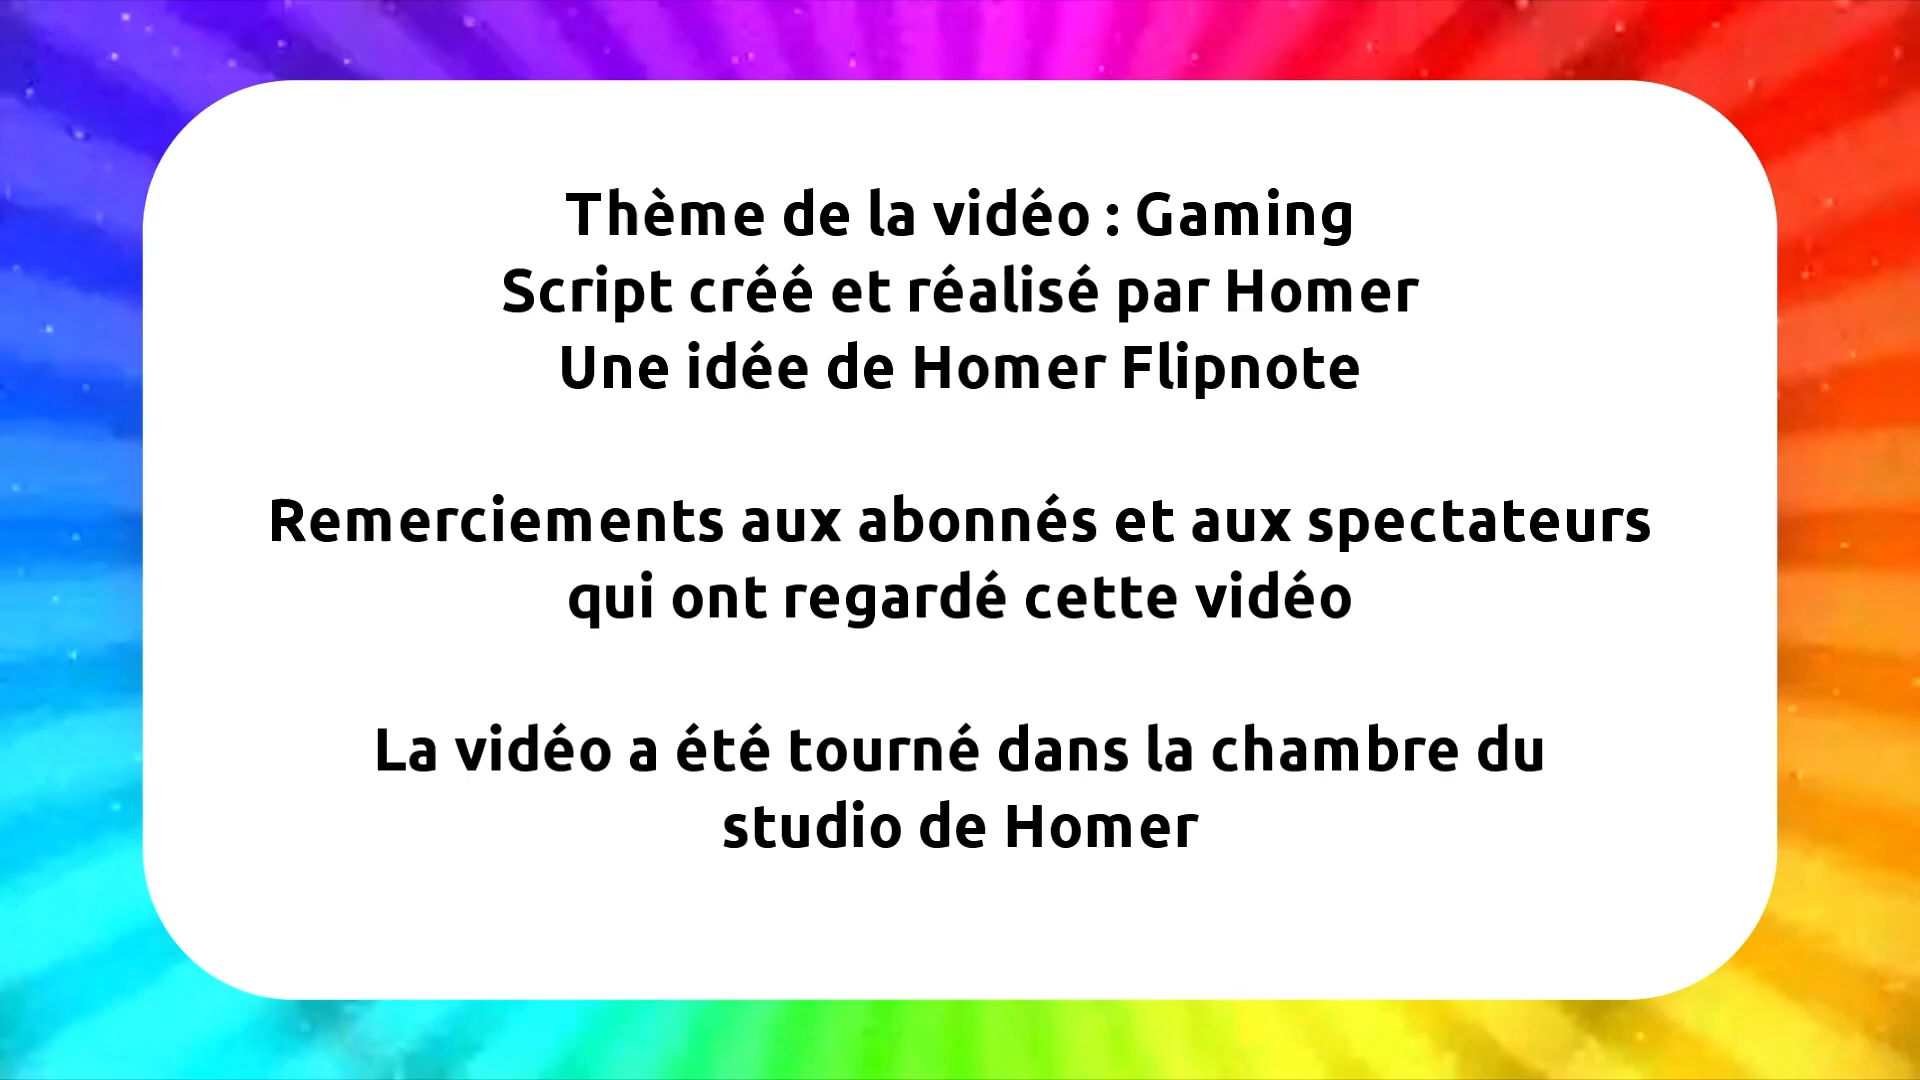 Thème de la vidéo : Gaming
Script créé et réalisé par Homer
Une idée de Homer Flipnote
Remerciements aux abonnés et aux spectateurs
qui ont regardé cette vidéo
La vidéo a été tourné dans la chambre du
studio de Homer